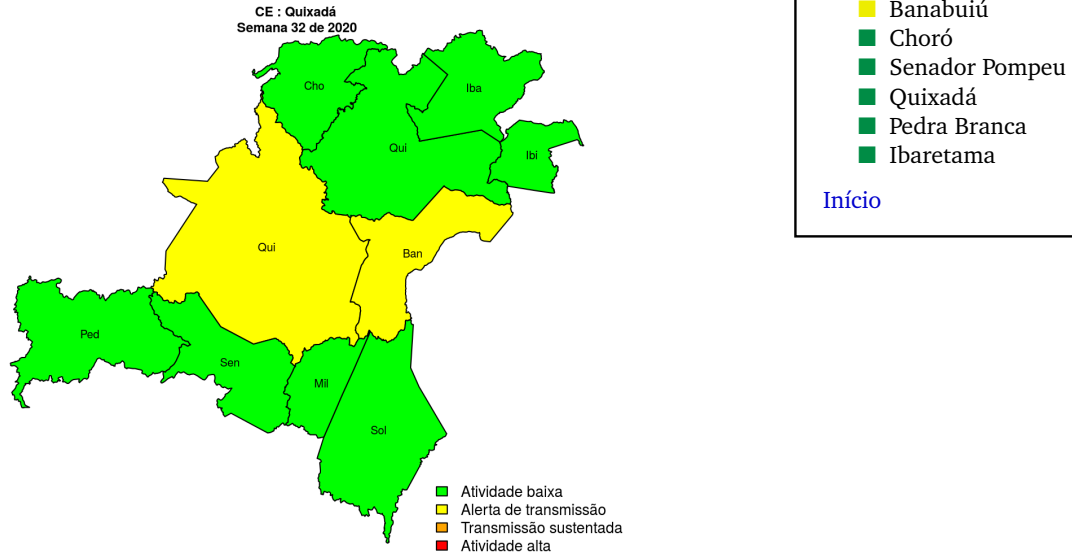 CE : Quixadá
Semana 32 de 2020
Cho
Iba
Qui
Ibi
Qui
Ban
Ped
Sen
Mil
Sol
Atividade baixa
Alerta de transmissão
Transmissão sustentada
Atividade alta
Banabuiú
Choró
Senador Pompeu
Quixadá
Pedra Branca
Ibaretama
Início